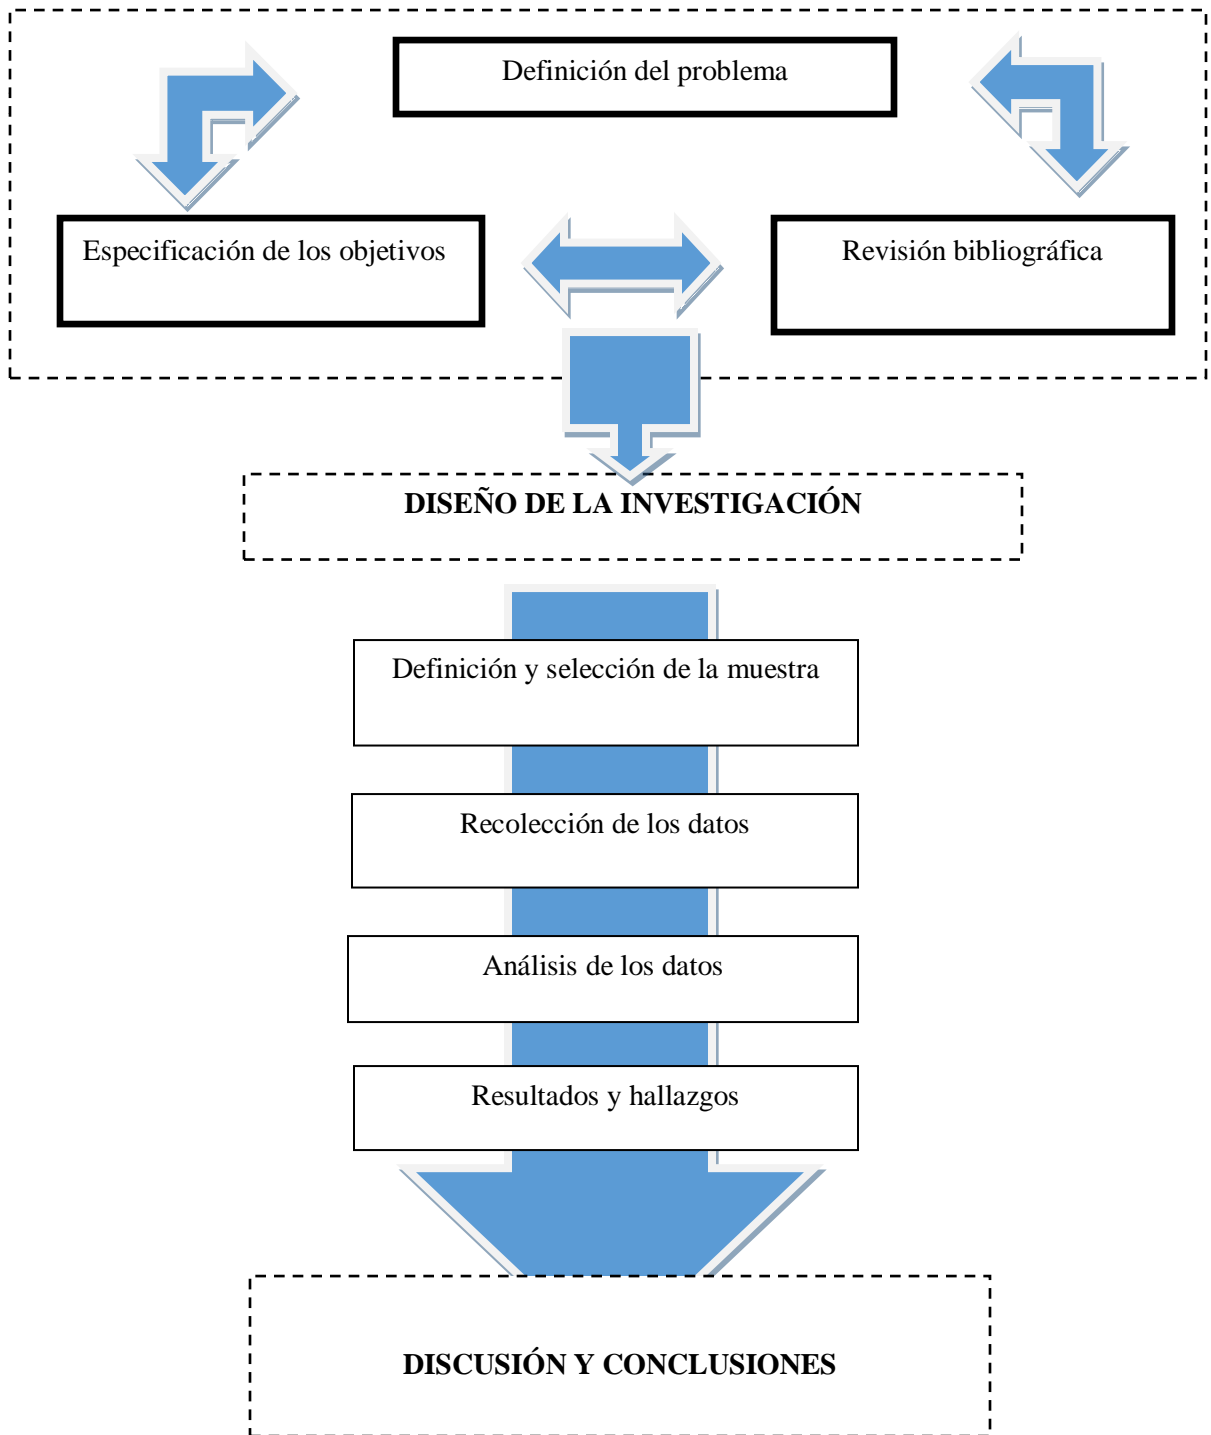 Definición del problema
Especificación de los objetivos
Revisión bibliográfica
DISEÑO DE LA INVESTIGACIÓN
Definición y selección de la muestra
Recolección de los datos
Análisis de los datos
Resultados y hallazgos
DISCUSIÓN Y CONCLUSIONES